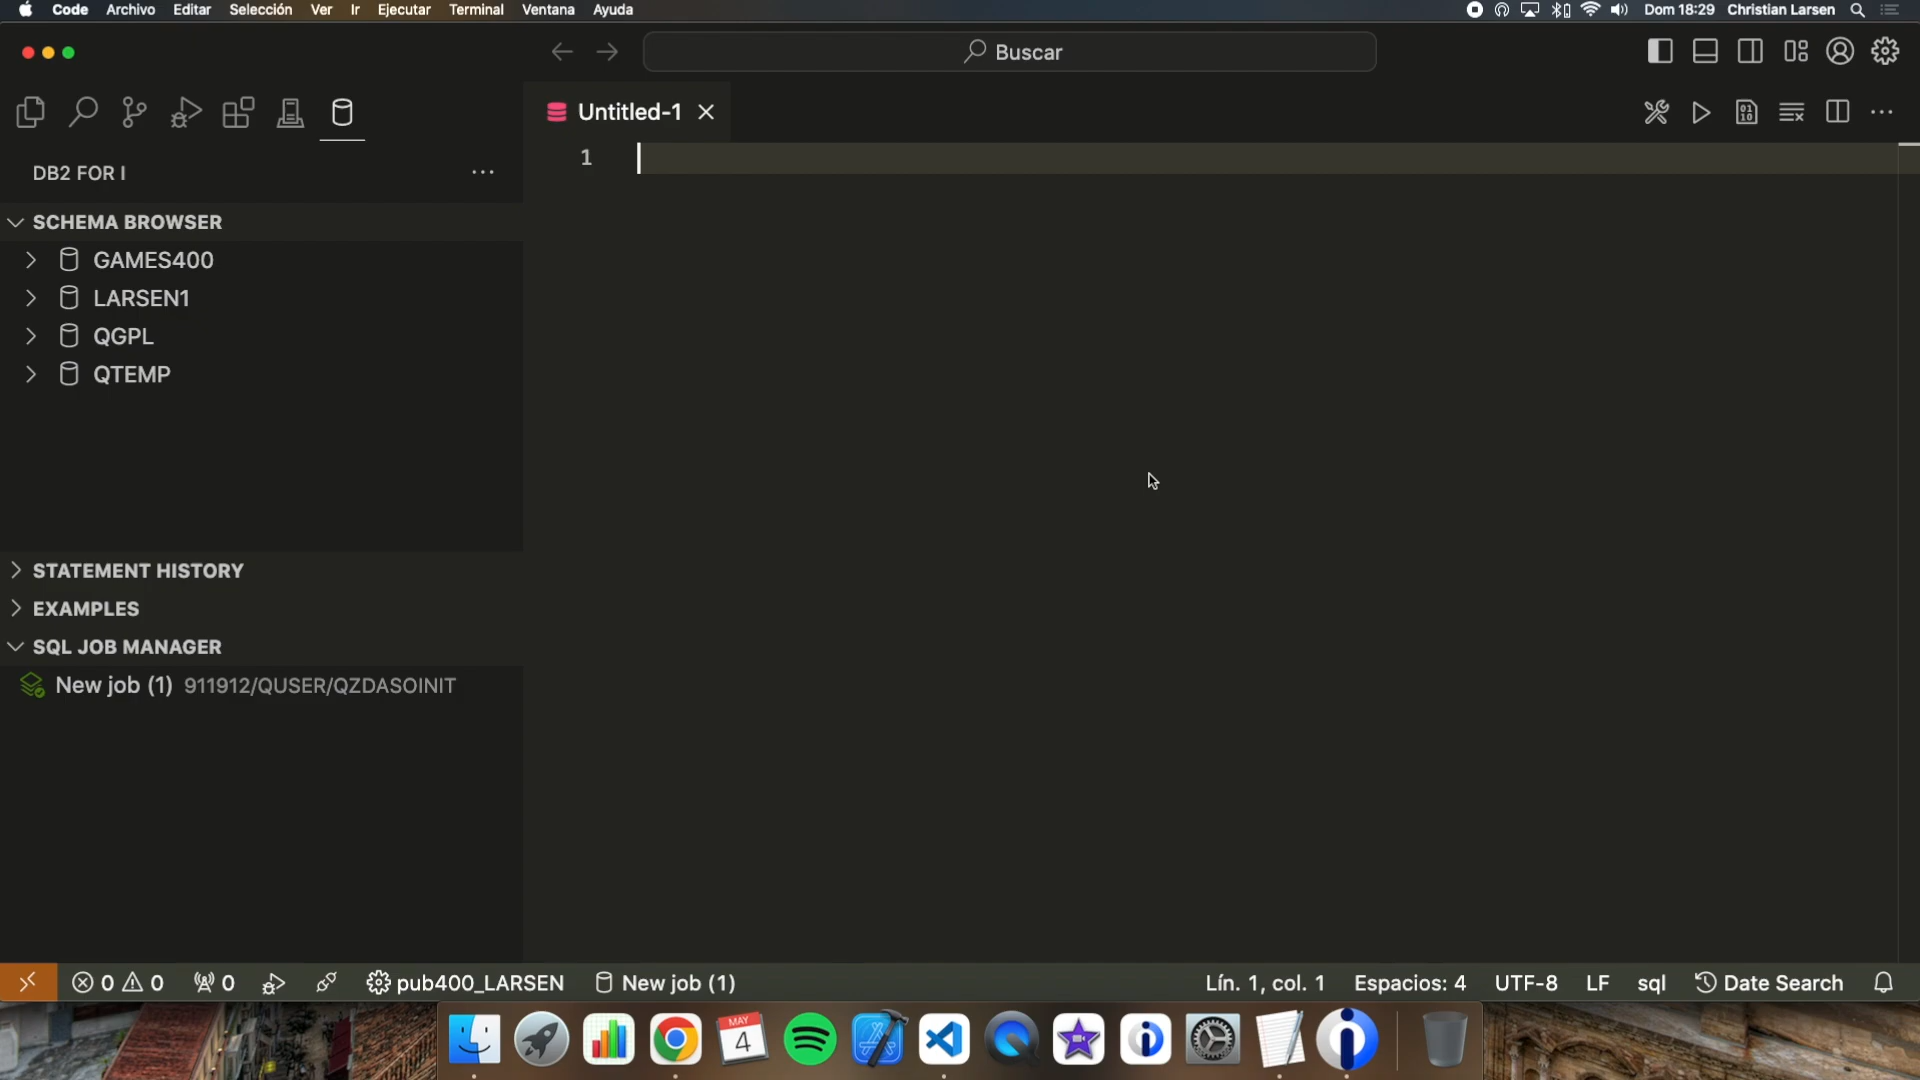 Code Archivo Editar Selección Ver Ir Ejecutar Terminal Ventana Ayuda Dom 18:29 Christian Larsen
Buscar
Untitled-1
DB2 FOR I
1
SCHEMA BROWSER
GAMES400
LARSEN1
QGPL
QTEMP
STATEMENT HISTORY
EXAMPLES
SQL JOB MANAGER
New job (1) 911912/QUSER/QZDASOINIT
0 0 0 pub400_LARSEN New job (1) Lín. 1, col. 1 Espacios: 4 UTF-8 LF sql Date Search
MAY
4